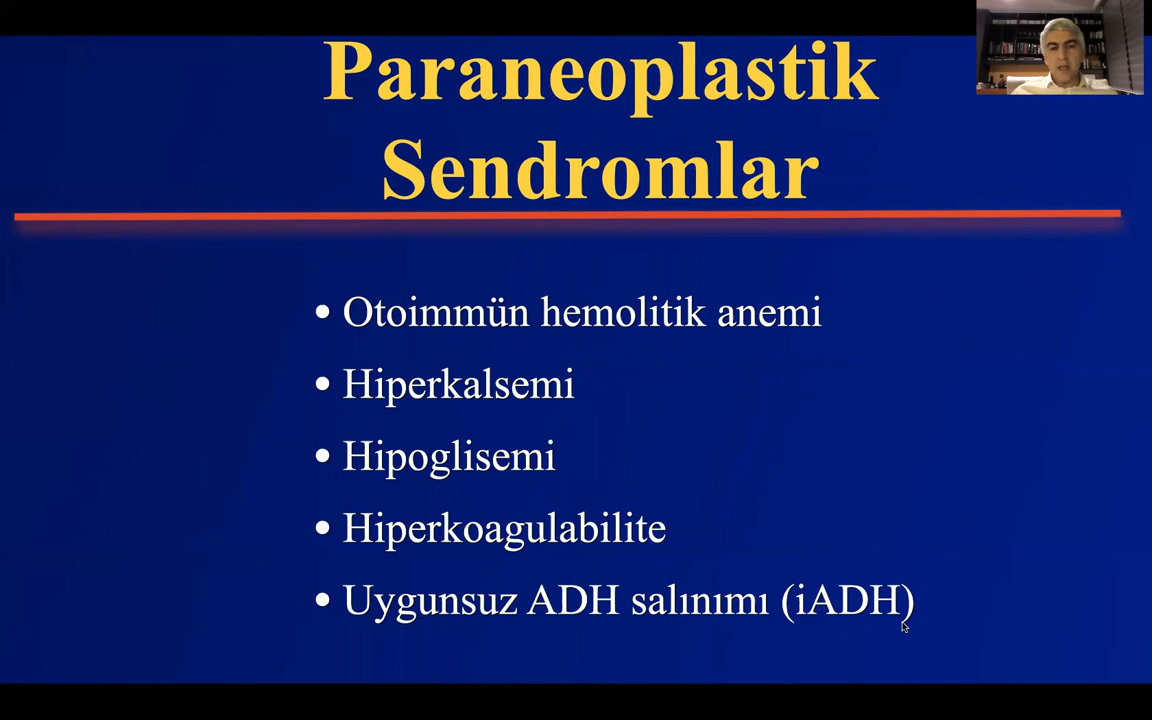 Paraneoplastik
Sendromlar
• Otoimmün hemolitik anemi
• Hiperkalsemi
• Hipoglisemi
• Hiperkoagulabilite
• Uygunsuz ADH salınımı (iADH)